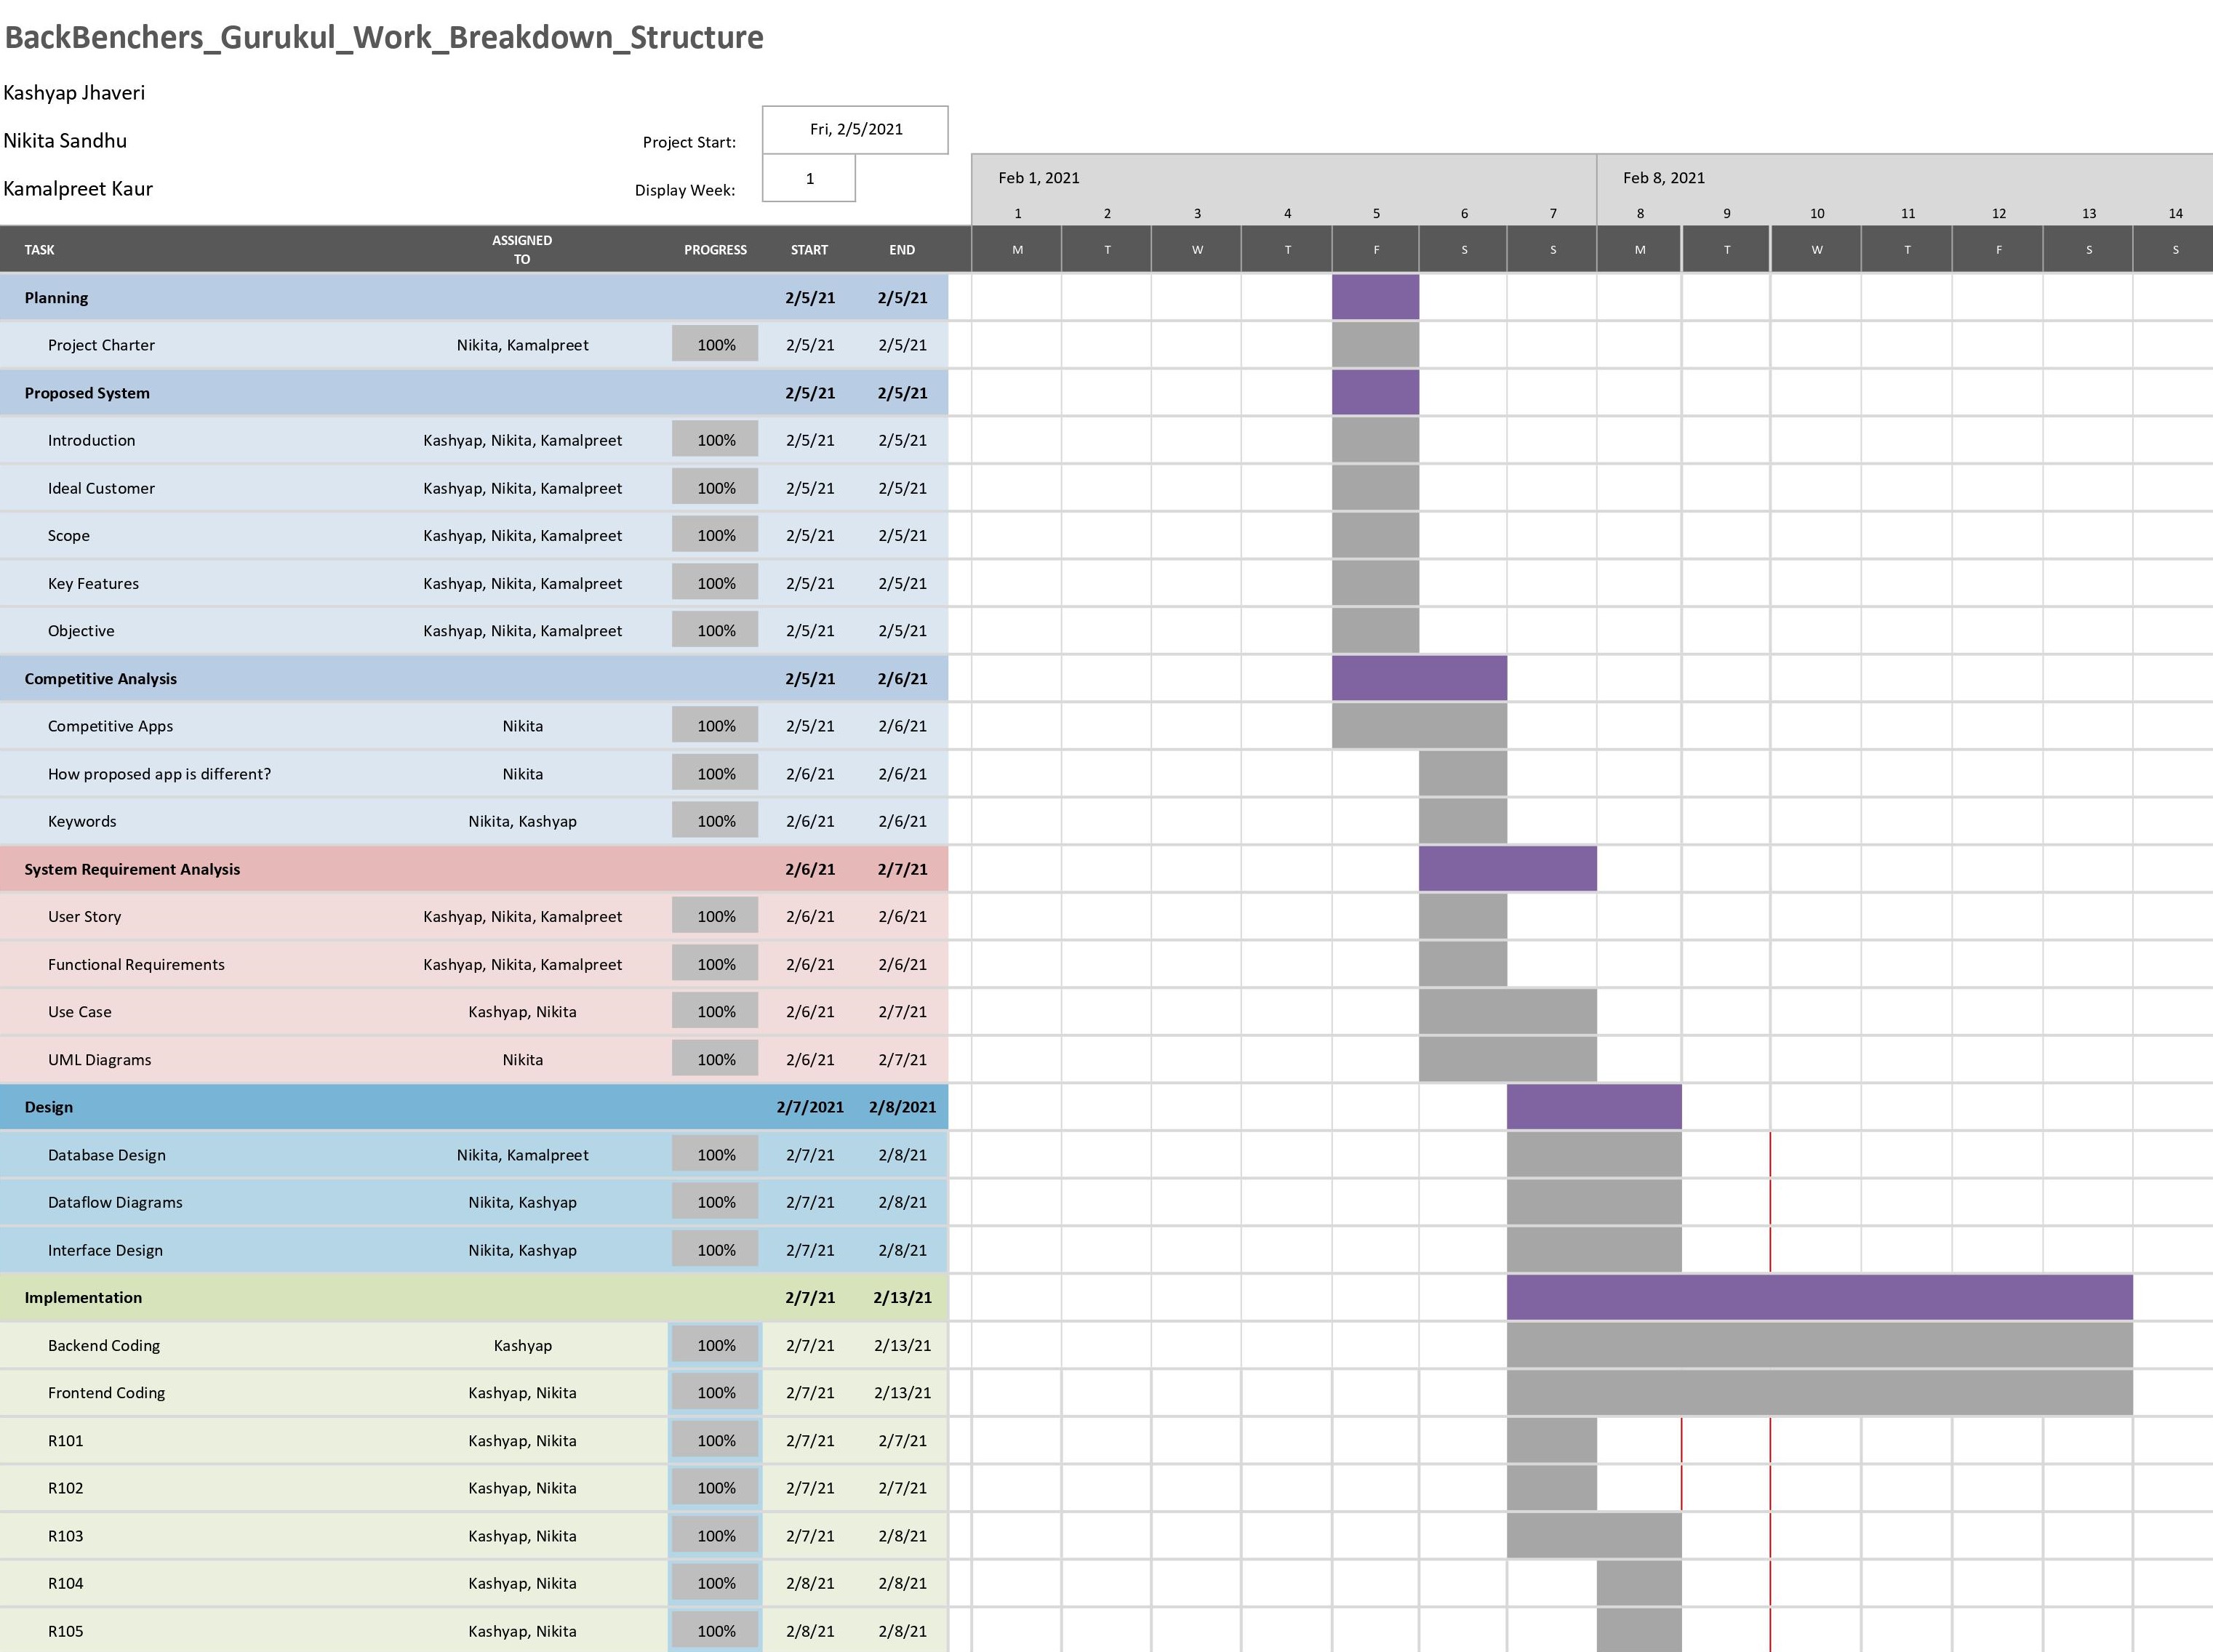 BackBenchers_Gurukul_Work_Breakdown_Structure
Kashyap Jhaveri
Nikita Sandhu
Project Start: Fri, 2/5/2021
Kamalpreet Kaur
Display Week: 1
Feb 1, 2021 Feb 8, 2021
1 2 3 4 5 6 7 8 9 10 11 12 13 14
TASK ASSIGNED TO PROGRESS START END M T W T F S S M T W T F S S
Planning 2/5/21 2/5/21
Project Charter Nikita, Kamalpreet 100% 2/5/21 2/5/21
Proposed System 2/5/21 2/5/21
Introduction Kashyap, Nikita, Kamalpreet 100% 2/5/21 2/5/21
Ideal Customer Kashyap, Nikita, Kamalpreet 100% 2/5/21 2/5/21
Scope Kashyap, Nikita, Kamalpreet 100% 2/5/21 2/5/21
Key Features Kashyap, Nikita, Kamalpreet 100% 2/5/21 2/5/21
Objective Kashyap, Nikita, Kamalpreet 100% 2/5/21 2/5/21
Competitive Analysis 2/5/21 2/6/21
Competitive Apps Nikita 100% 2/5/21 2/6/21
How proposed app is different? Nikita 100% 2/6/21 2/6/21
Keywords Nikita, Kashyap 100% 2/6/21 2/6/21
System Requirement Analysis 2/6/21 2/7/21
User Story Kashyap, Nikita, Kamalpreet 100% 2/6/21 2/6/21
Functional Requirements Kashyap, Nikita, Kamalpreet 100% 2/6/21 2/6/21
Use Case Kashyap, Nikita 100% 2/6/21 2/7/21
UML Diagrams Nikita 100% 2/6/21 2/7/21
Design 2/7/2021 2/8/2021
Database Design Nikita, Kamalpreet 100% 2/7/21 2/8/21
Dataflow Diagrams Nikita, Kashyap 100% 2/7/21 2/8/21
Interface Design Nikita, Kashyap 100% 2/7/21 2/8/21
Implementation 2/7/21 2/13/21
Backend Coding Kashyap 100% 2/7/21 2/13/21
Frontend Coding Kashyap, Nikita 100% 2/7/21 2/13/21
R101 Kashyap, Nikita 100% 2/7/21 2/7/21
R102 Kashyap, Nikita 100% 2/7/21 2/7/21
R103 Kashyap, Nikita 100% 2/7/21 2/8/21
R104 Kashyap, Nikita 100% 2/8/21 2/8/21
R105 Kashyap, Nikita 100% 2/8/21 2/8/21